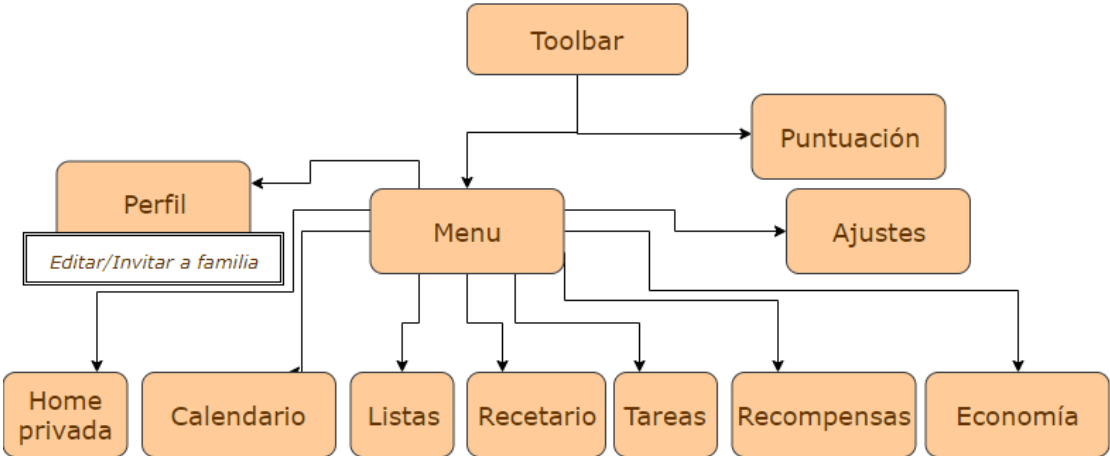 Toolbar
Puntuación
Perfil
Editar/Invitar a familia
Menu
Ajustes
Home
privada
Calendario
Listas
Recetario
Tareas
Recompensas
Economía